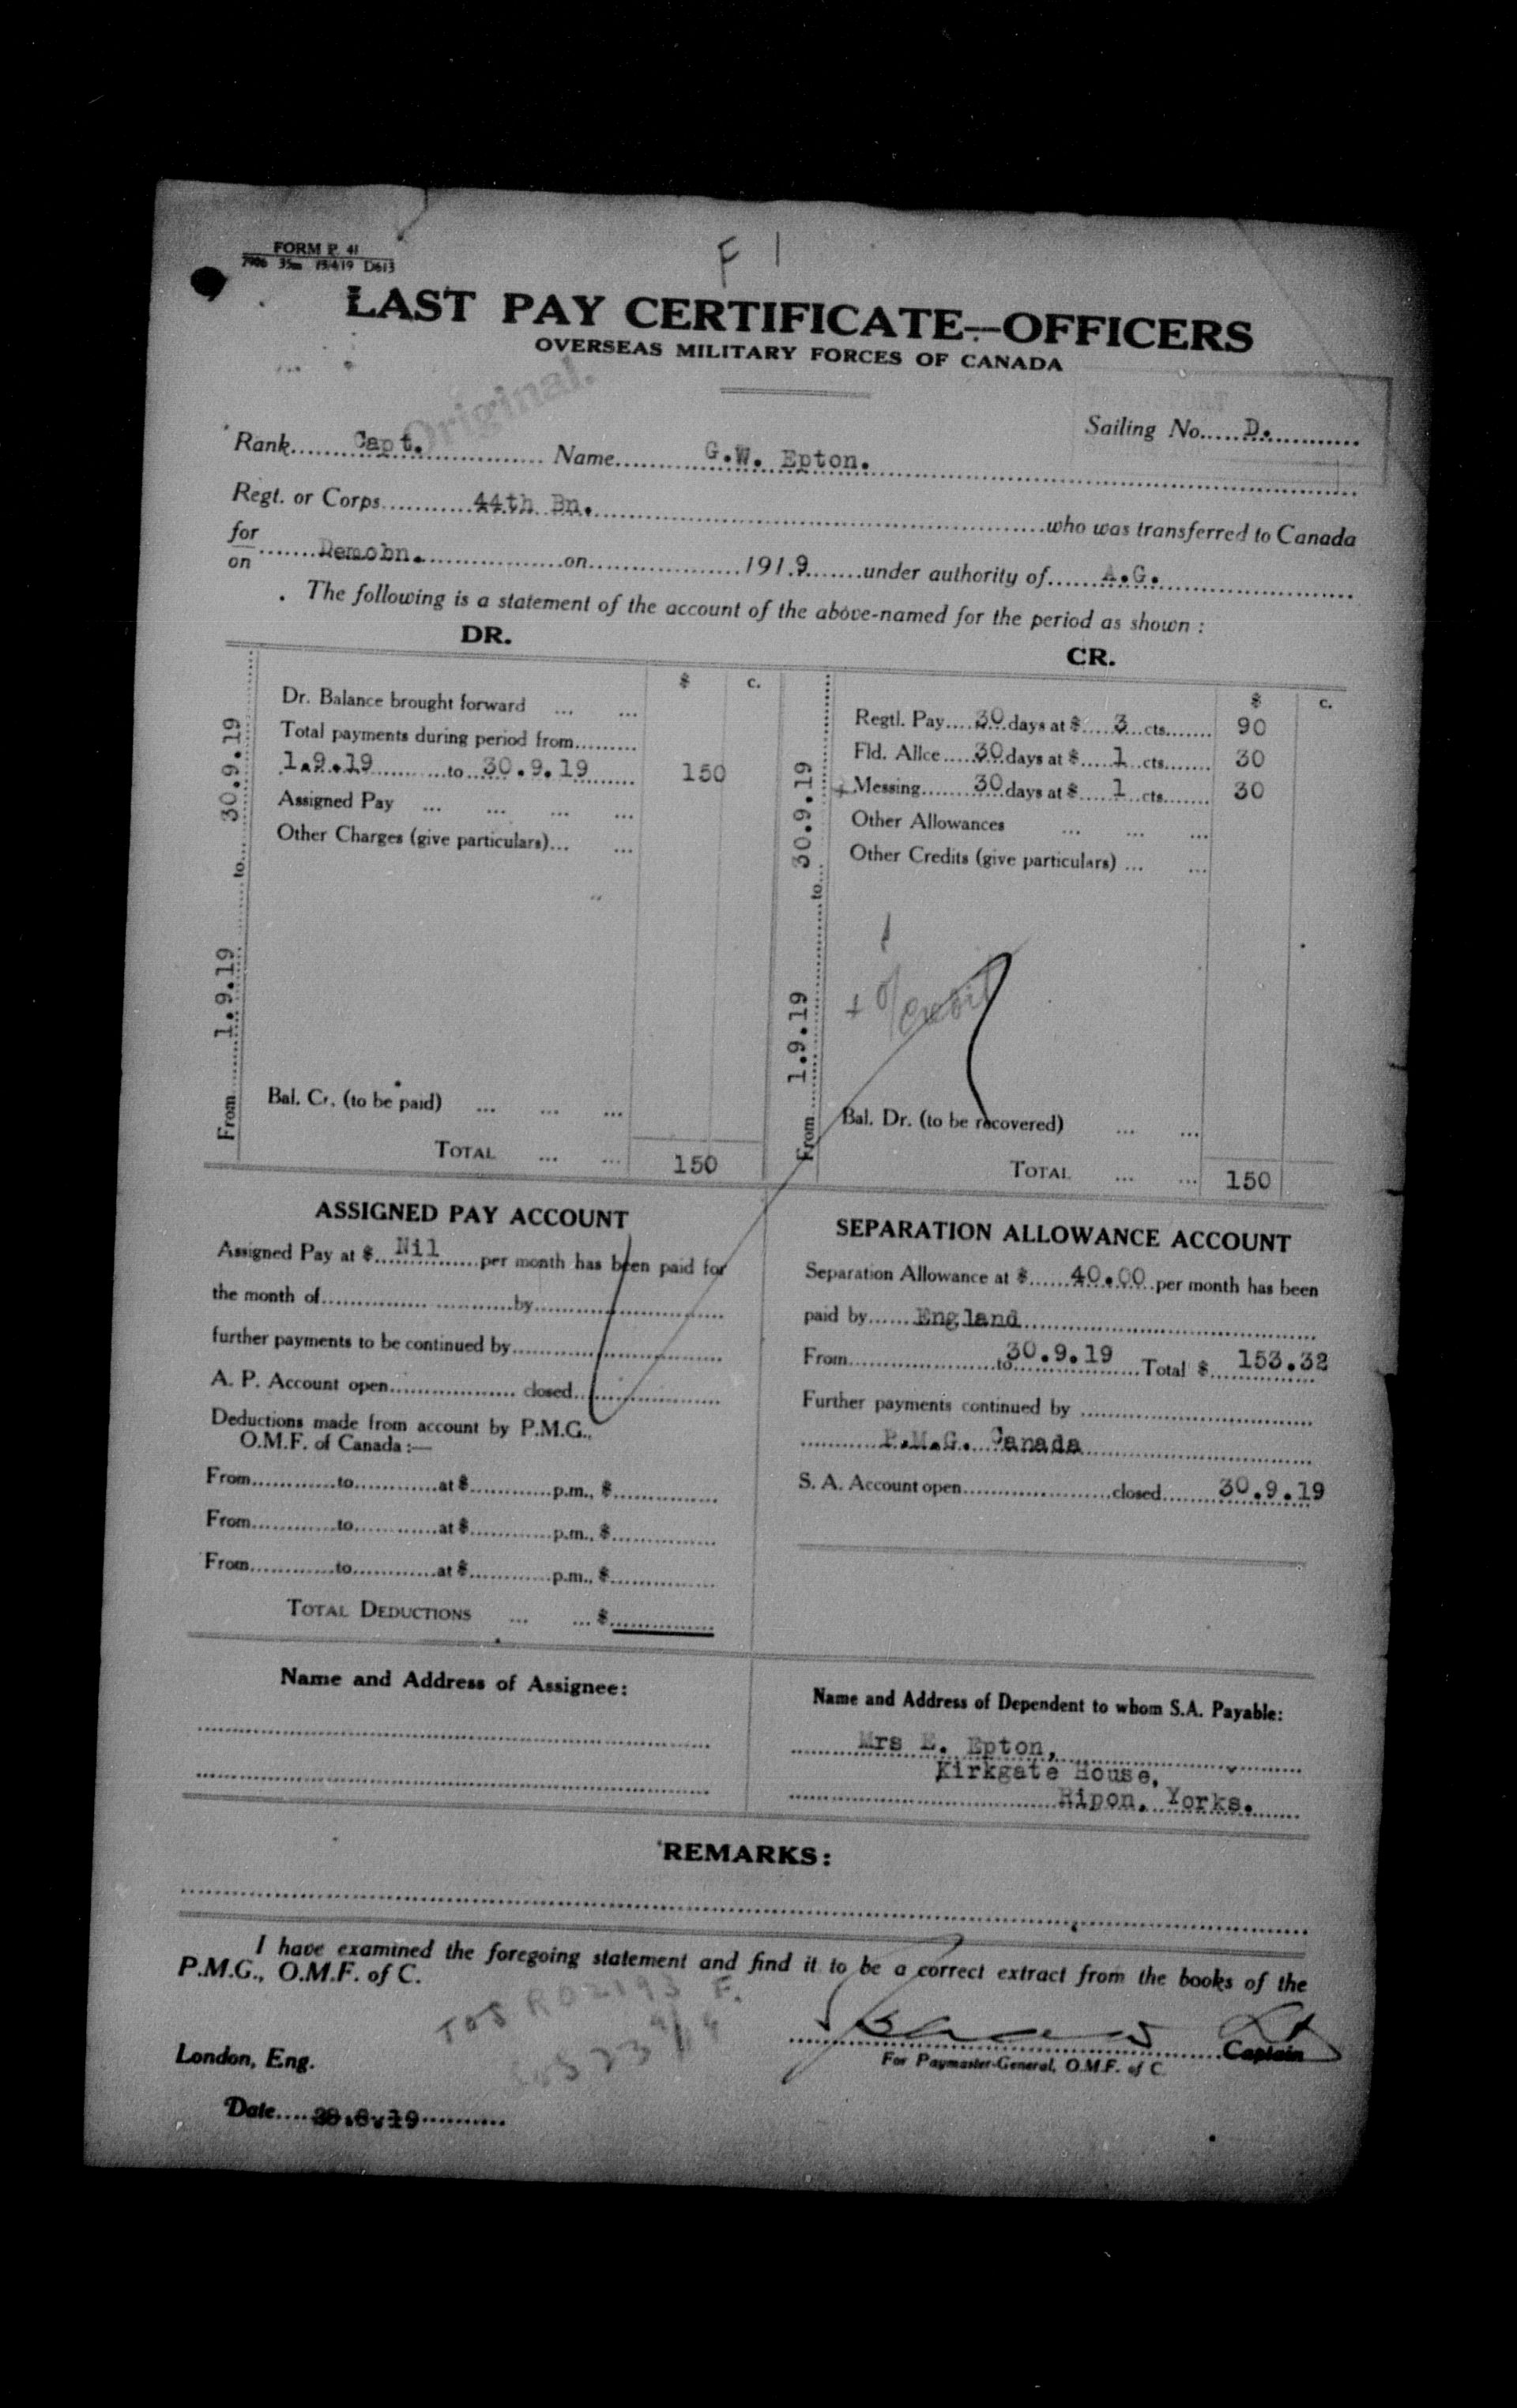 FORM P. 41
7906 35m 15/4/19 D613
F 1
LAST PAY CERTIFICATE—OFFICERS
OVERSEAS MILITARY FORCES OF CANADA
Original.
Sailing No..... D. ............
Rank..... Capt. ..... Name..... G.W. Epton. .....
Regt. or Corps..... 44th Bn. .....who was transferred to Canada
for
on ..... Demobn. .....on.....191.9.....under authority of..... A.G. .....
The following is a statement of the account of the above-named for the period as shown :
DR.
From..... 1.9.19 .....to..... 30.9.19
$ c.
Dr. Balance brought forward ... ...
Total payments during period from.........
1.9.19 .....to..... 30.9.19 ..... 150
Assigned Pay ... ... ... ...
Other Charges (give particulars)... ...
Bal. Cr. (to be paid) ... ... ...
TOTAL ... ... 150
CR.
From..... 1.9.19 .....to..... 30.9.19
$ c.
Regtl. Pay.... 30 ..days at $..... 3 ..cts....... 90
Fld. Allce..... 30 .days at $..... 1 ..cts....... 30
+ Messing....... 30 days at $..... 1 ..cts....... 30
Other Allowances ... ... ...
Other Credits (give particulars) ... ...
Bal. Dr. (to be recovered) ... ...
TOTAL ... ... 150
ASSIGNED PAY ACCOUNT
Assigned Pay at $... Nil .....per month has been paid for
the month of..............................by..............................
further payments to be continued by..............................
A. P. Account open.................. closed.....................
Deductions made from account by P.M.G.,
O.M.F. of Canada :—
From............to............at $............p.m., $...............
From............to............at $............p.m., $...............
From............to............at $............p.m., $...............
TOTAL DEDUCTIONS ... ...$...............
SEPARATION ALLOWANCE ACCOUNT
Separation Allowance at $..... 40.00 .per month has been
paid by..... England .....
From.....................to 30.9.19 .....Total $ 153.32
Further payments continued by ..............................
..... P.M.G. Canada .....
S. A. Account open.....................closed..... 30.9.19
Name and Address of Assignee:
Name and Address of Dependent to whom S.A. Payable:
Mrs E. Epton,
Kirkgate House,
Ripon, Yorks.
REMARKS:
I have examined the foregoing statement and find it to be a correct extract from the books of the
P.M.G., O.M.F. of C.
TOS RO 2193 F.
London, Eng.
Captain
For Paymaster-General, O.M.F. of C.
Date....